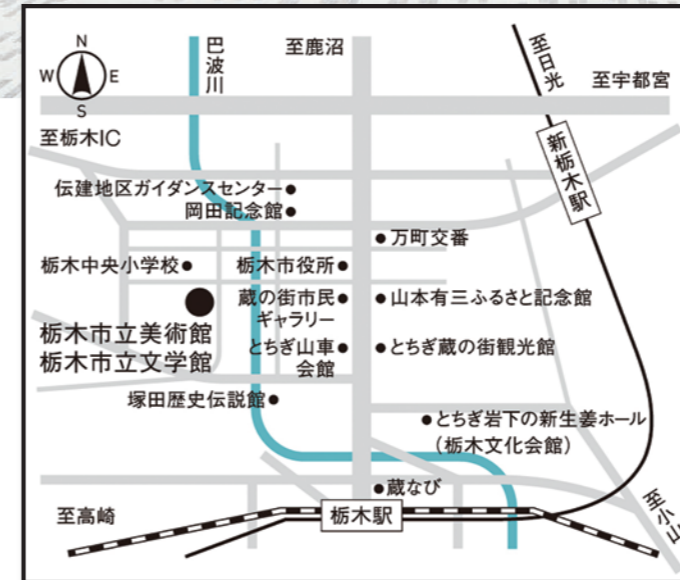 N
W
E
S
巴波川
至鹿沼
至日光
至宇都宮
至栃木IC
新栃木駅
伝建地区ガイダンスセンター
岡田記念館
万町交番
栃木中央小学校
栃木市役所
蔵の街市民
ギャラリー
山本有三ふるさと記念館
栃木市立美術館
栃木市立文学館
とちぎ山車
会館
とちぎ蔵の街観光館
塚田歴史伝説館
とちぎ岩下の新生姜ホール
(栃木文化会館)
蔵なび
至高崎
栃木駅
至小山